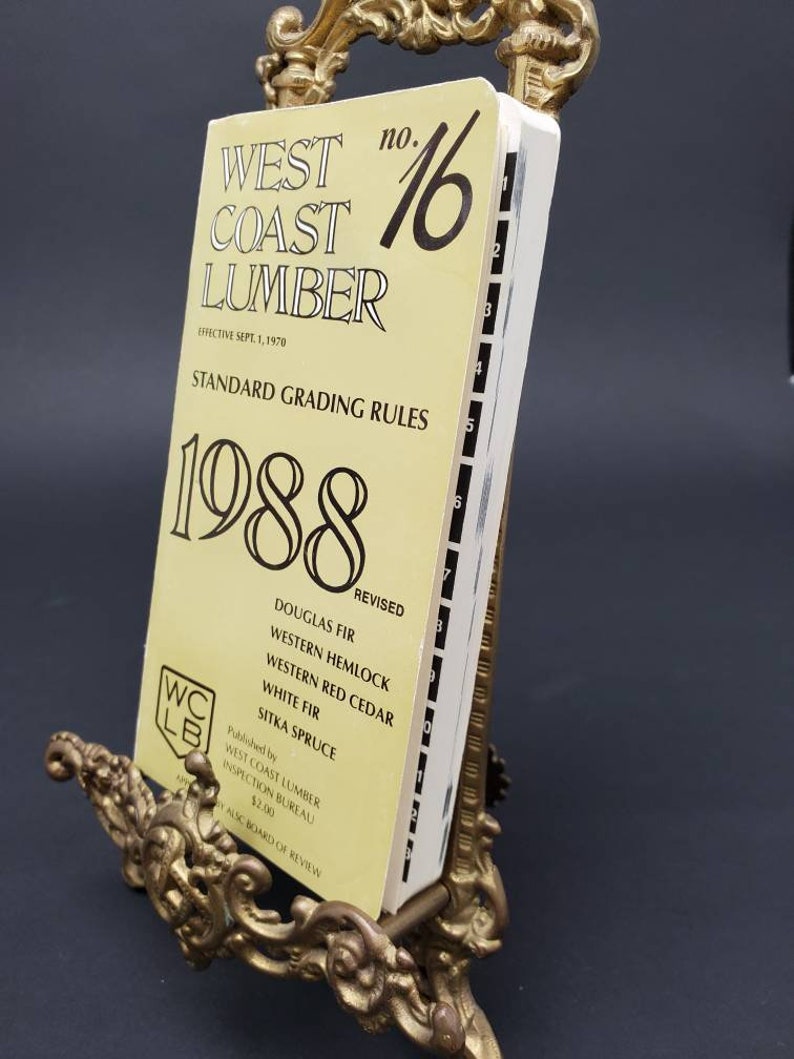 WEST
COAST
LUMBER
no. 16
EFFECTIVE SEPT. 1, 1970
STANDARD GRADING RULES
1988
REVISED
DOUGLAS FIR
WESTERN HEMLOCK
WESTERN RED CEDAR
WHITE FIR
SITKA SPRUCE
WC
LB
Published by
WEST COAST LUMBER
INSPECTION BUREAU
$2.00
ALSC BOARD OF REVIEW
1
2
3
4
5
6
7
8
9